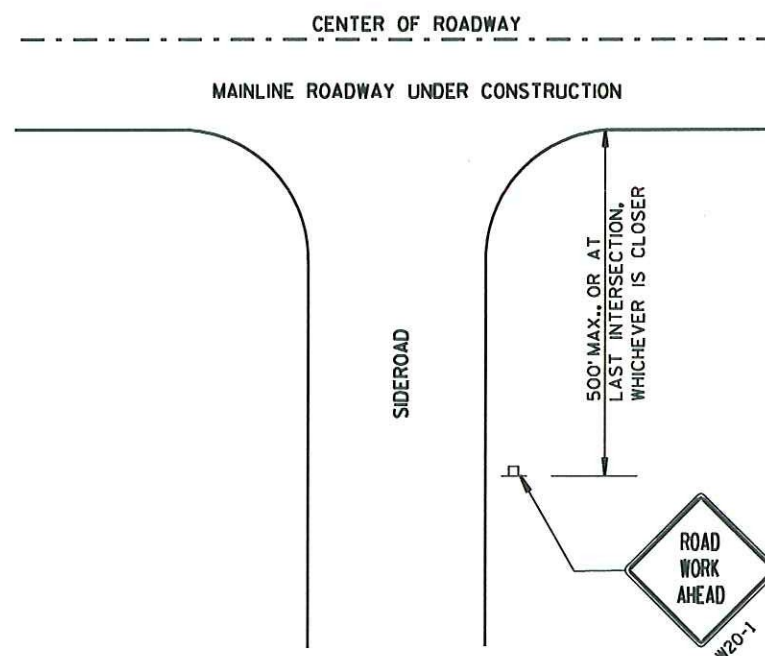 CENTER OF ROADWAY
MAINLINE ROADWAY UNDER CONSTRUCTION
500' MAX., OR AT
LAST INTERSECTION,
WHICHEVER IS CLOSER
SIDEROAD
ROAD
WORK
AHEAD
W20-1